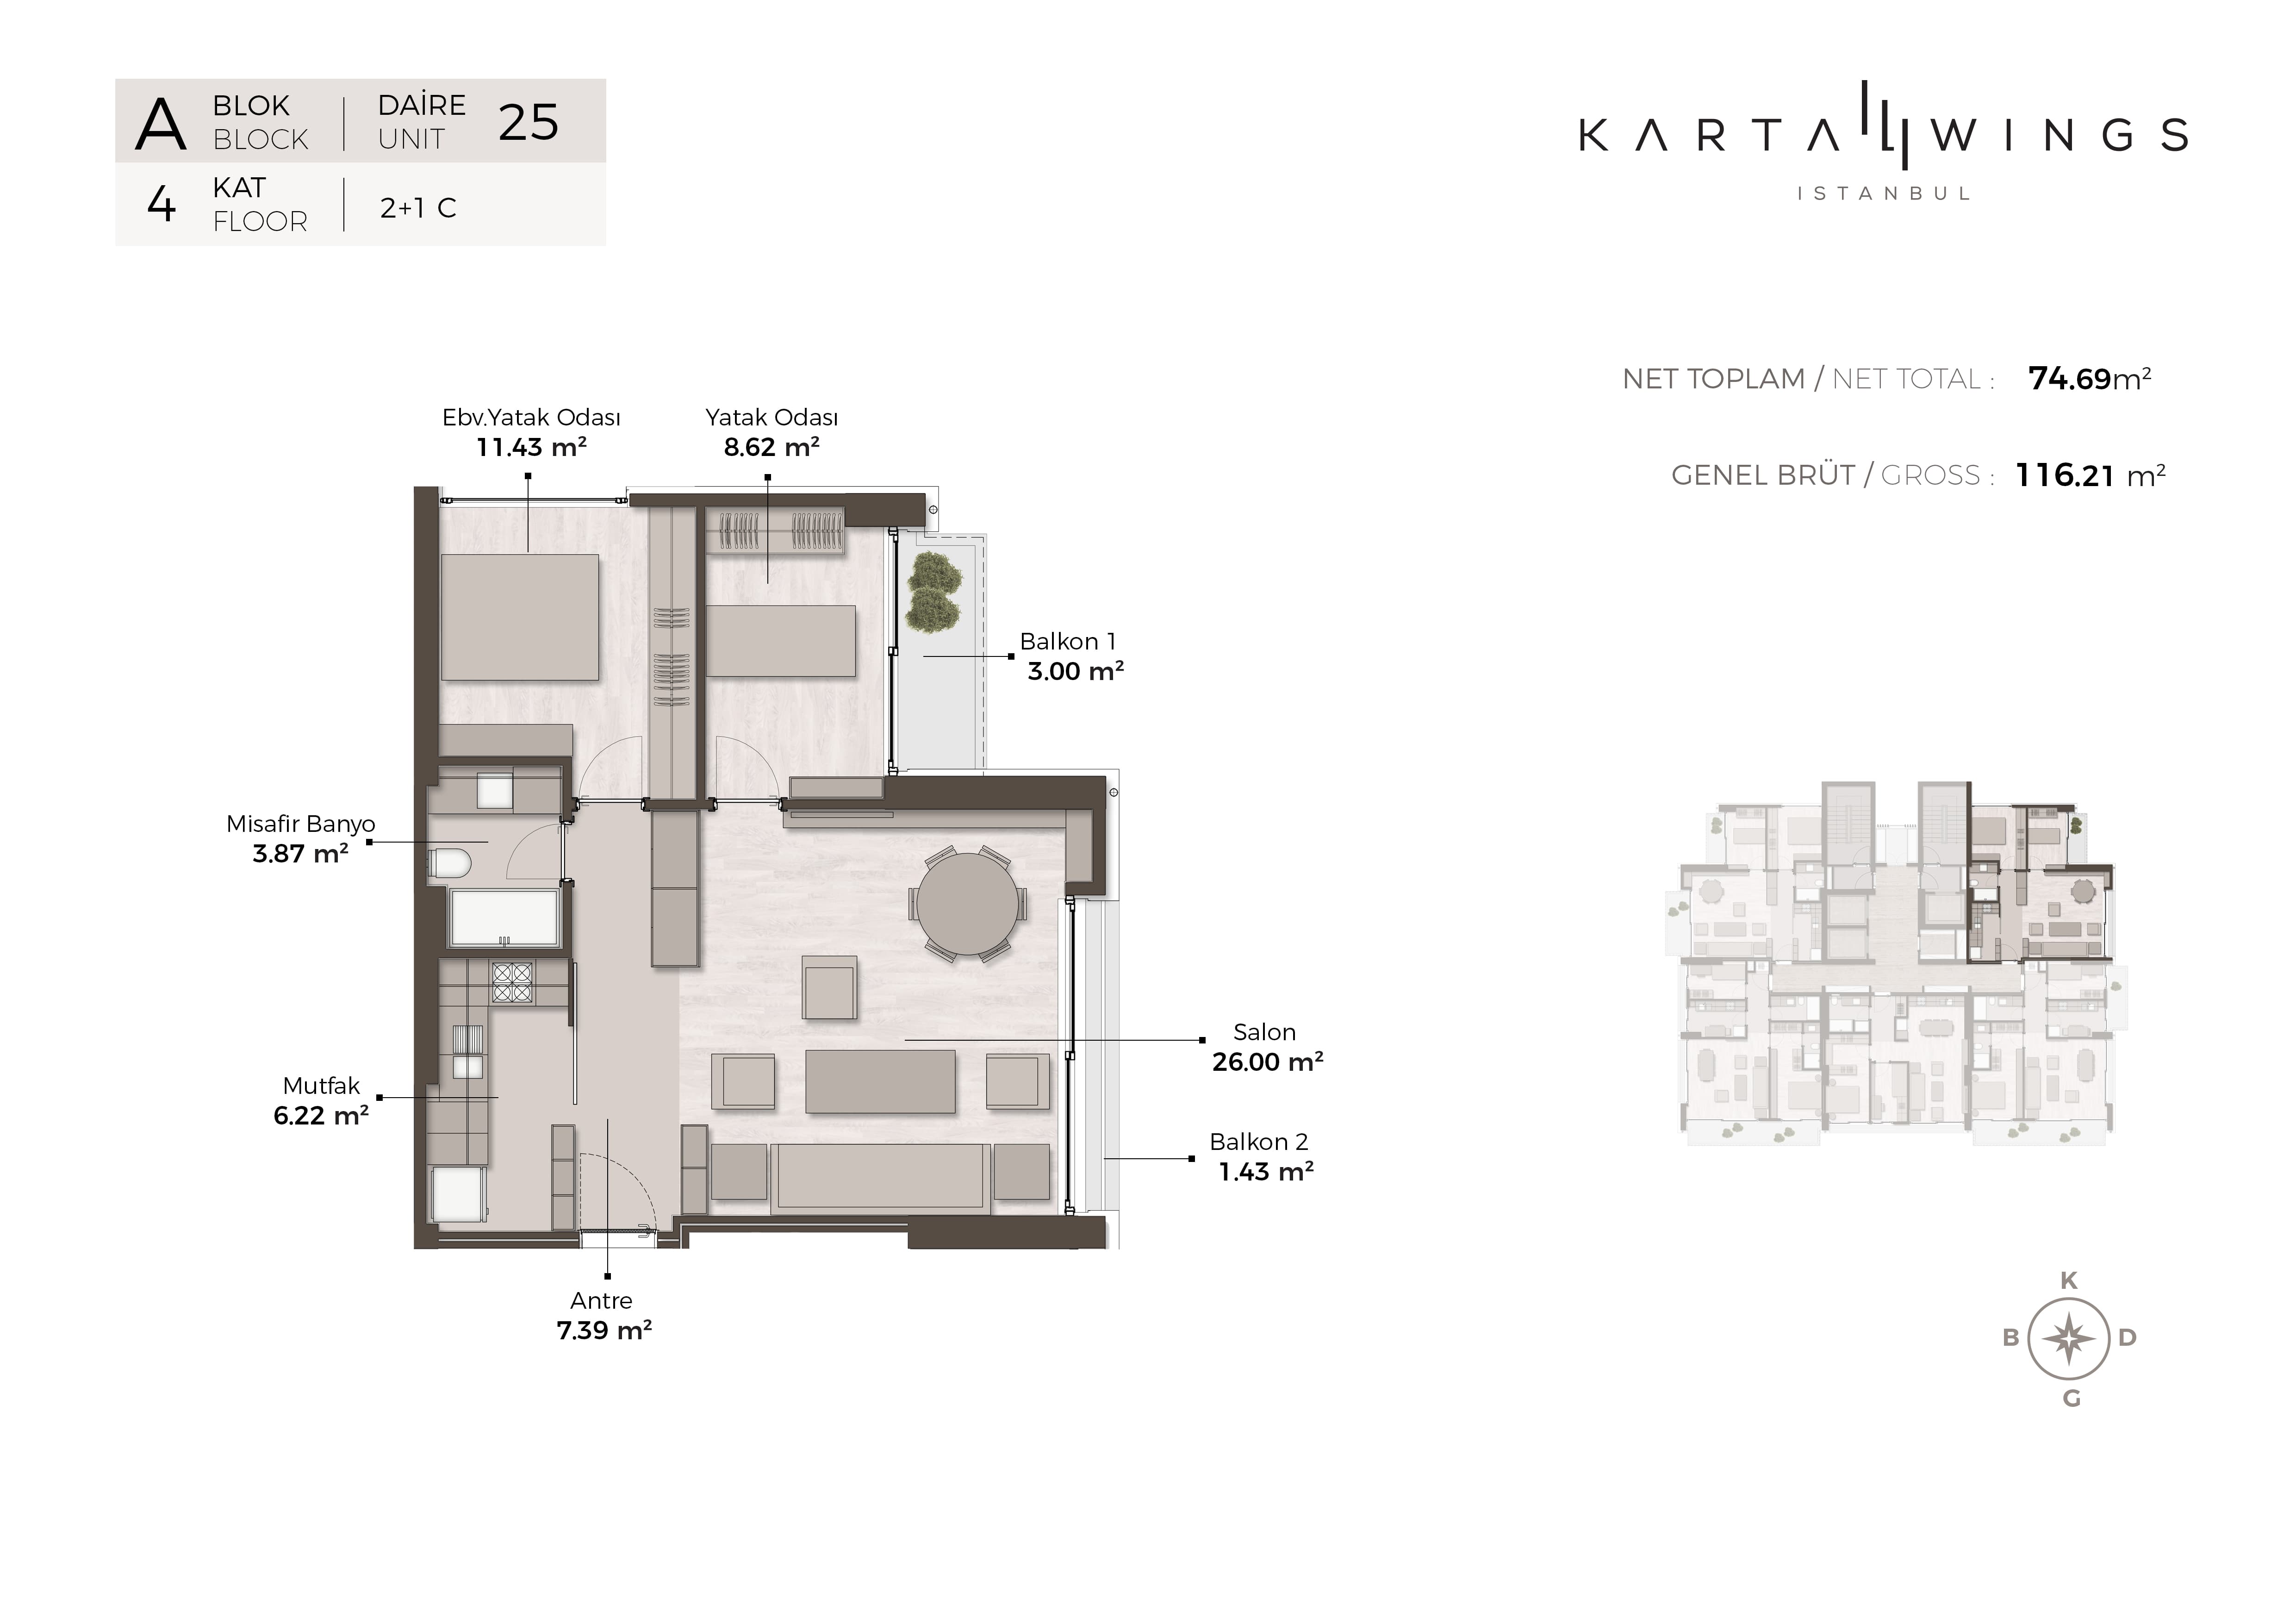 A BLOK DAİRE 25
BLOCK UNIT
4 KAT 2+1 C
FLOOR
KARTAL WINGS
ISTANBUL
NET TOPLAM / NET TOTAL : 74.69m²
GENEL BRÜT / GROSS : 116.21 m²
Ebv.Yatak Odası
11.43 m²
Yatak Odası
8.62 m²
Balkon 1
3.00 m²
Misafir Banyo
3.87 m²
Salon
26.00 m²
Mutfak
6.22 m²
Balkon 2
1.43 m²
Antre
7.39 m²
K
B D
G